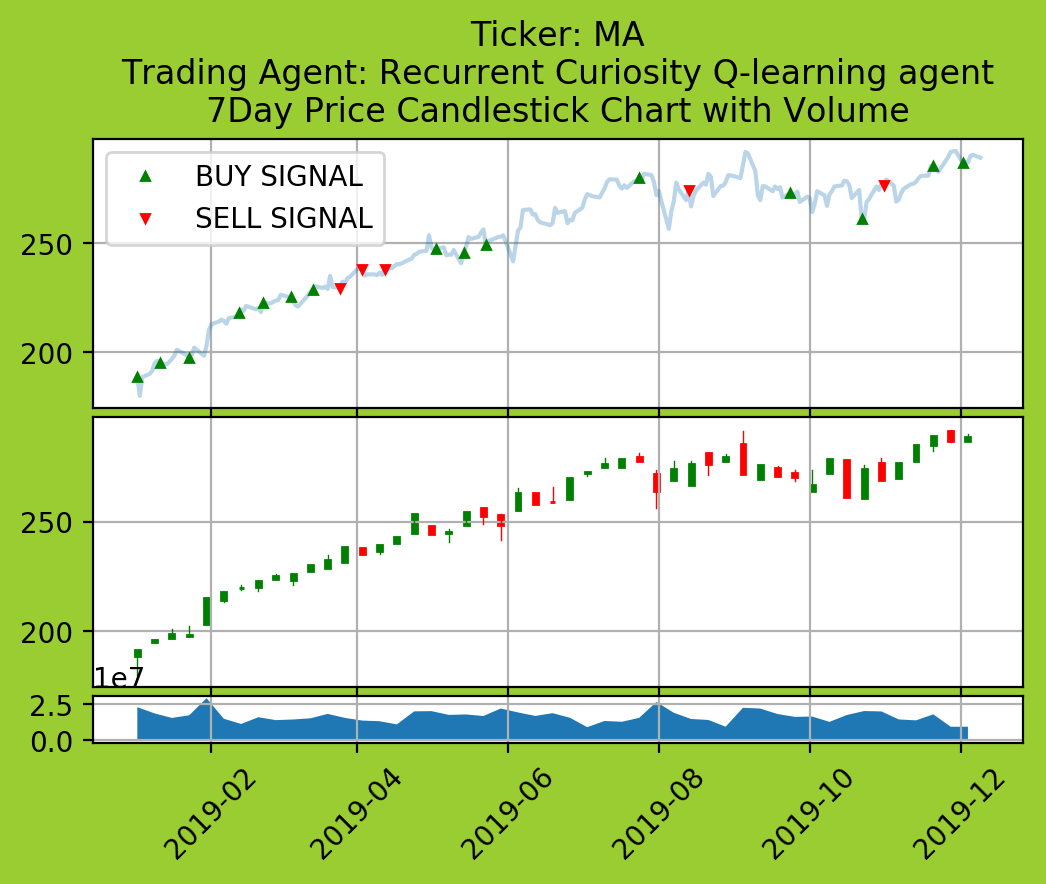 Ticker: MA
Trading Agent: Recurrent Curiosity Q-learning agent
7Day Price Candlestick Chart with Volume
BUY SIGNAL
SELL SIGNAL
250
200
250
200
1e7
2.5
0.0
2019-02
2019-04
2019-06
2019-08
2019-10
2019-12